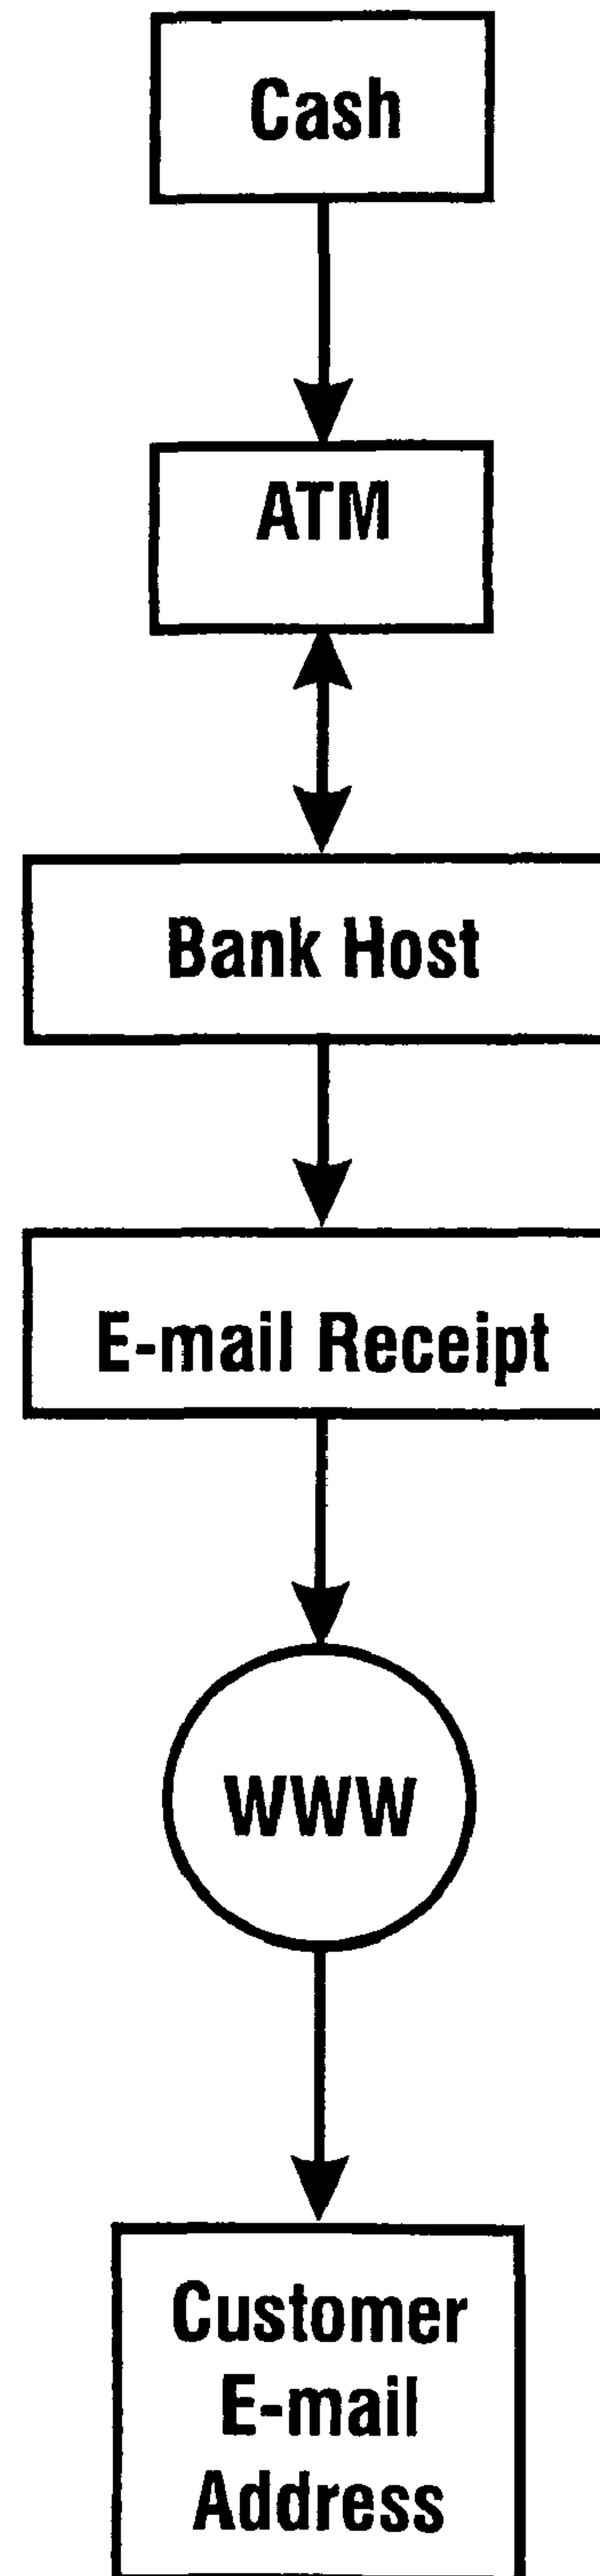 Cash
ATM
Bank Host
E-mail Receipt
WWW
Customer
E-mail
Address